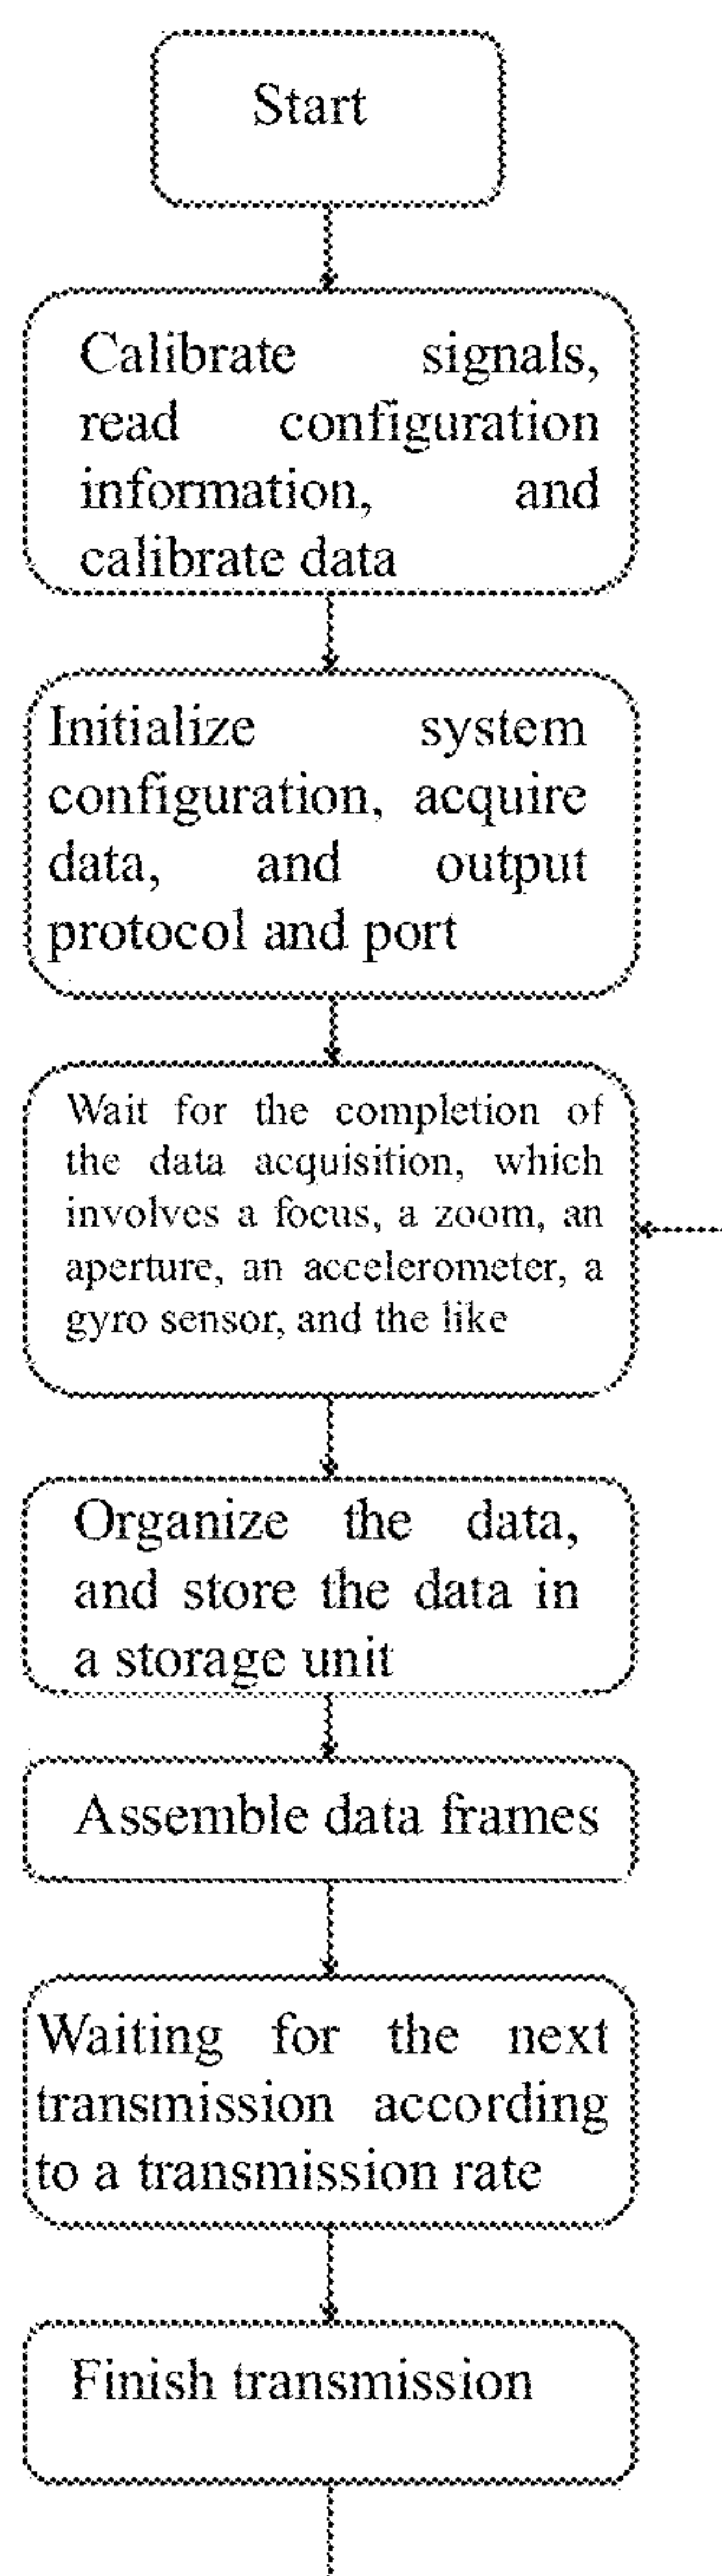 Start
Calibrate signals,
read configuration
information, and
calibrate data
Initialize system
configuration, acquire
data, and output
protocol and port
Wait for the completion of
the data acquisition, which
involves a focus, a zoom, an
aperture, an accelerometer, a
gyro sensor, and the like
Organize the data,
and store the data in
a storage unit
Assemble data frames
Waiting for the next
transmission according
to a transmission rate
Finish transmission